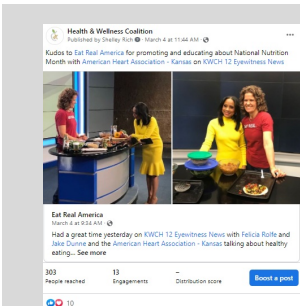 Health & Wellness Coalition
Published by Shelley Rich · March 4 at 11:44 AM ·
Kudos to Eat Real America for promoting and educating about National Nutrition
Month with American Heart Association - Kansas on KWCH 12 Eyewitness News
Eat Real America
March 4 at 9:34 AM ·
Had a great time yesterday on KWCH 12 Eyewitness News with Felicia Rolfe and
Jake Dunne and the American Heart Association - Kansas talking about healthy
eating... See more
303
13
–
People reached
Engagements
Distribution score
Boost a post
10